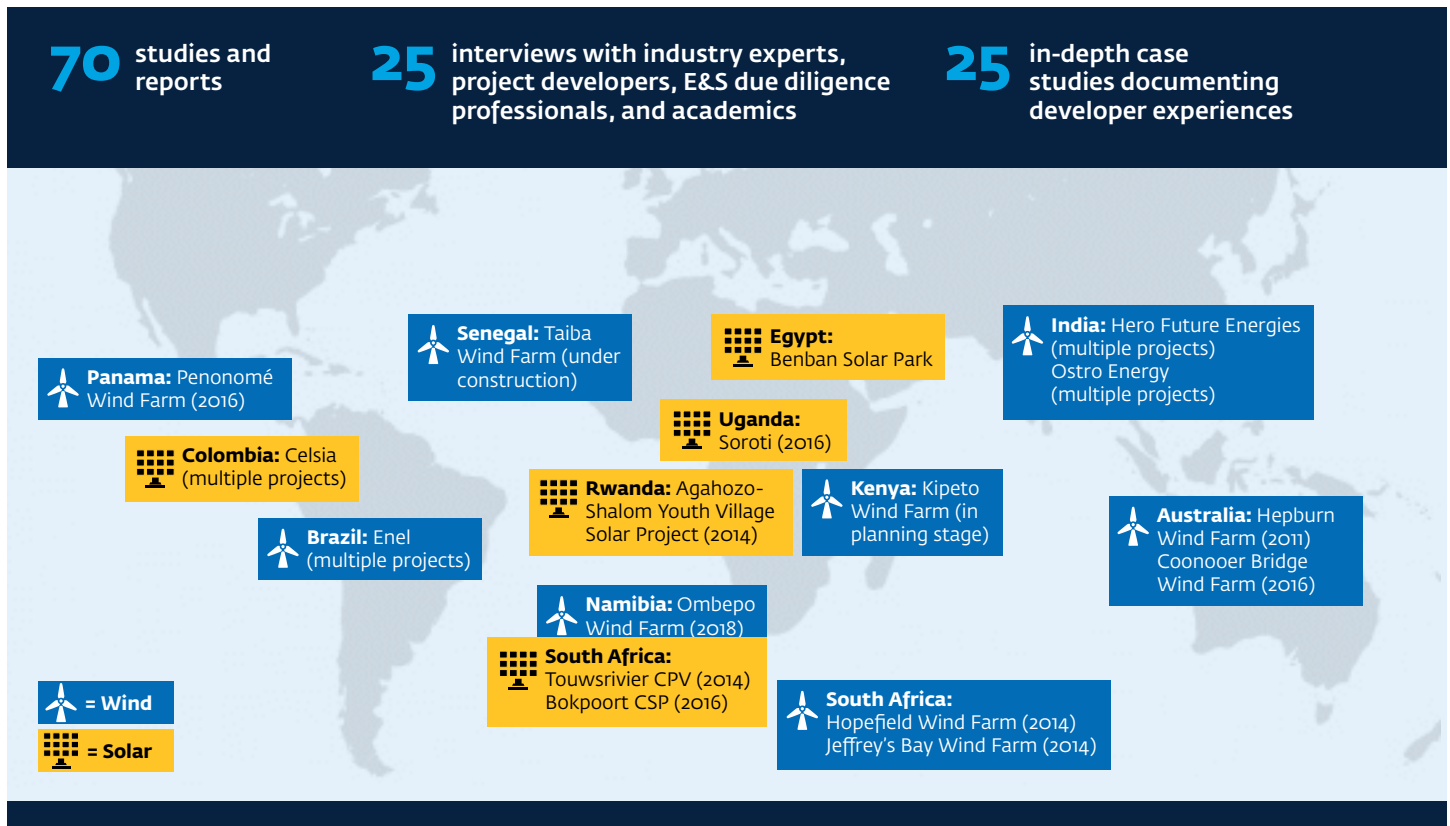 70 studies and
reports
25 interviews with industry experts,
project developers, E&S due diligence
professionals, and academics
25 in-depth case
studies documenting
developer experiences
Senegal: Taiba
Wind Farm (under
construction)
Egypt:
Benban Solar Park
India: Hero Future Energies
(multiple projects)
Ostro Energy
(multiple projects)
Panama: Penonomé
Wind Farm (2016)
Uganda:
Soroti (2016)
Colombia: Celsia
(multiple projects)
Rwanda: Agahozo-
Shalom Youth Village
Solar Project (2014)
Kenya: Kipeto
Wind Farm (in
planning stage)
Australia: Hepburn
Wind Farm (2011)
Coonooer Bridge
Wind Farm (2016)
Brazil: Enel
(multiple projects)
Namibia: Ombepo
Wind Farm (2018)
South Africa:
Touwsrivier CPV (2014)
Bokpoort CSP (2016)
South Africa:
Hopefield Wind Farm (2014)
Jeffrey's Bay Wind Farm (2014)
= Wind
= Solar